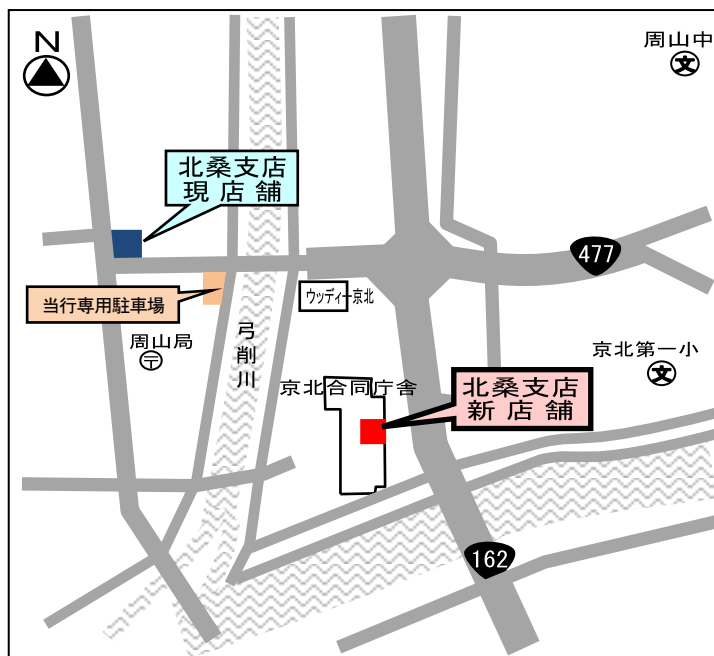 N
周山中
文
北桑支店
現店舗
477
当行専用駐車場
ウッディー京北
周山局
〒
弓削川
京北第一小
文
京北合同庁舎
北桑支店
新店舗
162